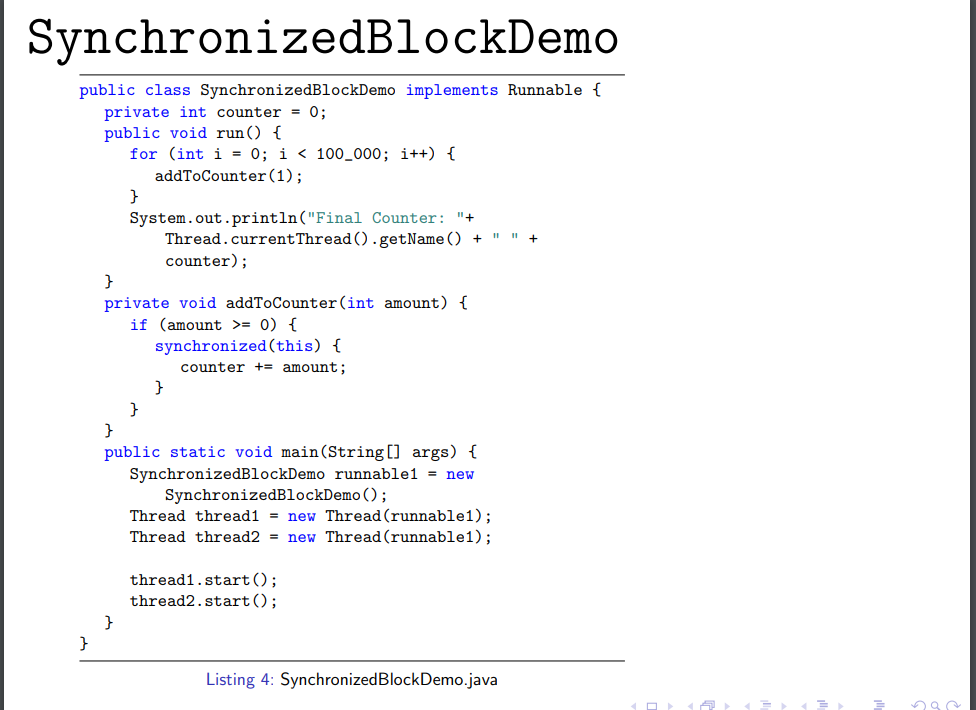 SynchronizedBlockDemo
public class SynchronizedBlockDemo implements Runnable {
private int counter = 0;
public void run() {
for (int i = 0; i < 100_000; i++) {
addToCounter(1);
}
System.out.println("Final Counter: "+
Thread.currentThread().getName() + " " +
counter);
}
private void addToCounter(int amount) {
if (amount >= 0) {
synchronized(this) {
counter += amount;
}
}
}
public static void main(String[] args) {
SynchronizedBlockDemo runnable1 = new
SynchronizedBlockDemo();
Thread thread1 = new Thread(runnable1);
Thread thread2 = new Thread(runnable1);
thread1.start();
thread2.start();
}
}
Listing 4: SynchronizedBlockDemo.java